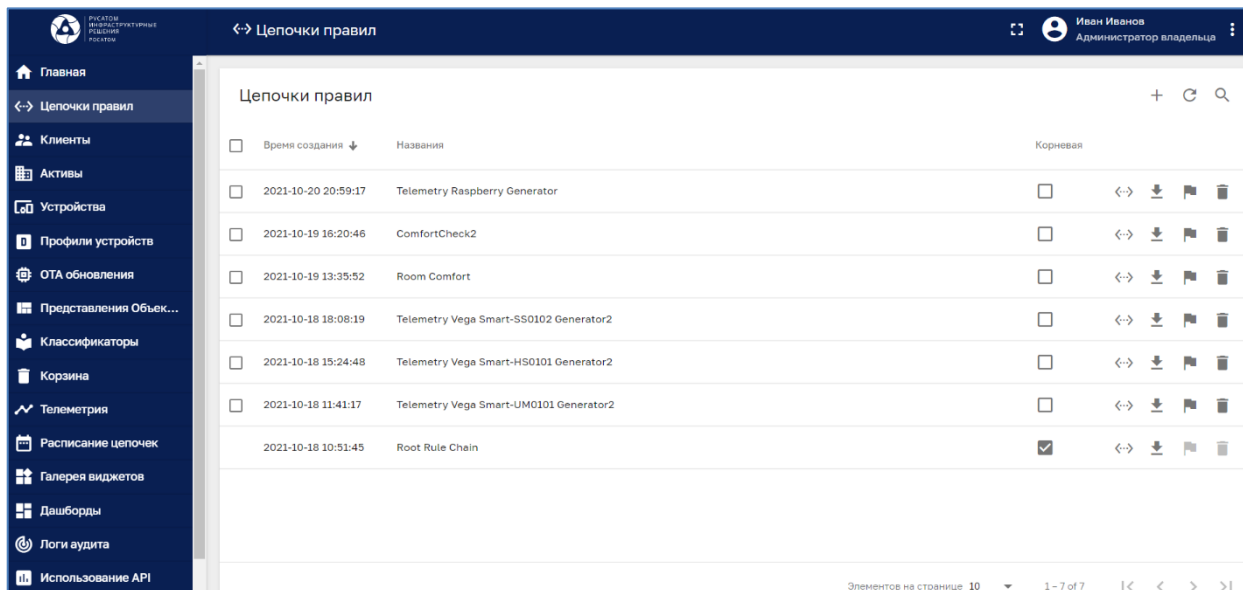 РУСАТОМ
ИНФРАСТРУКТУРНЫЕ
РЕШЕНИЯ
РОСАТОМ
Цепочки правил
Иван Иванов
Администратор владельца
Главная
Цепочки правил
Клиенты
Активы
Устройства
Профили устройств
OTA обновления
Представления Объек...
Классификаторы
Корзина
Телеметрия
Расписание цепочек
Галерея виджетов
Дашборды
Логи аудита
Использование API
Цепочки правил
Время создания Названия Корневая
2021-10-20 20:59:17 Telemetry Raspberry Generator
2021-10-19 16:20:46 ComfortCheck2
2021-10-19 13:35:52 Room Comfort
2021-10-18 18:08:19 Telemetry Vega Smart-SS0102 Generator2
2021-10-18 15:24:48 Telemetry Vega Smart-HS0101 Generator2
2021-10-18 11:41:17 Telemetry Vega Smart-UM0101 Generator2
2021-10-18 10:51:45 Root Rule Chain
Элементов на странице 10 1 – 7 of 7